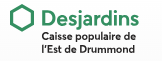 Desjardins
Caisse populaire de
l'Est de Drummond